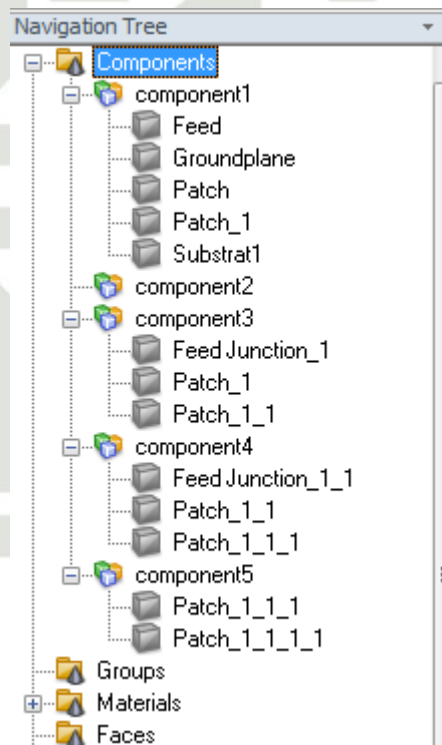 Navigation Tree
Components
component1
Feed
Groundplane
Patch
Patch_1
Substrat1
component2
component3
Feed Junction_1
Patch_1
Patch_1_1
component4
Feed Junction_1_1
Patch_1_1
Patch_1_1_1
component5
Patch_1_1_1
Patch_1_1_1_1
Groups
Materials
Faces